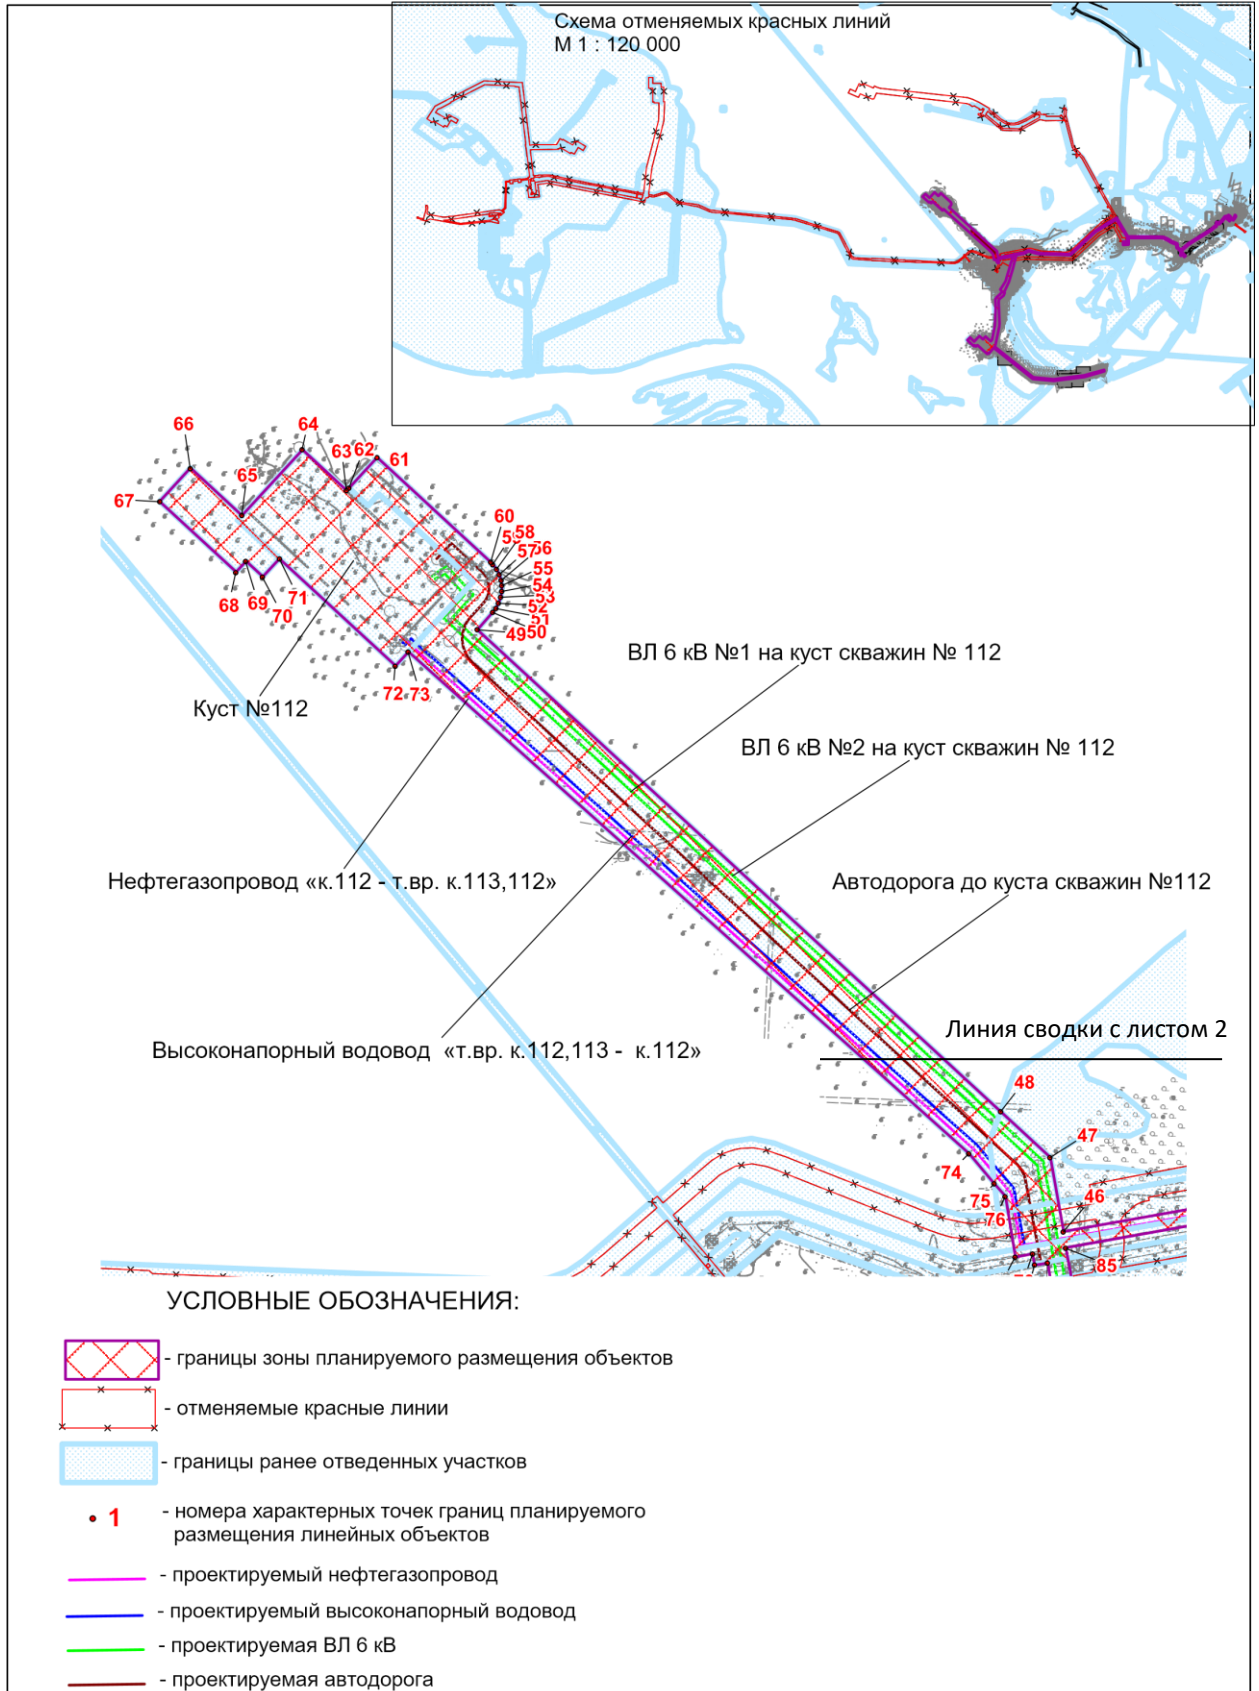 Схема отменяемых красных линий
М 1 : 120 000
66
64
63
62
61
65
67
60
59
58
57
56
55
54
53
52
51
50
49
68
69
70
71
72
73
ВЛ 6 кВ №1 на куст скважин № 112
Куст №112
ВЛ 6 кВ №2 на куст скважин № 112
Нефтегазопровод «к.112 - т.вр. к.113,112»
Автодорога до куста скважин №112
Линия сводки с листом 2
Высоконапорный водовод «т.вр. к.112,113 - к.112»
48
47
74
75
76
46
85
УСЛОВНЫЕ ОБОЗНАЧЕНИЯ:
- границы зоны планируемого размещения объектов
- отменяемые красные линии
- границы ранее отведенных участков
1 - номера характерных точек границ планируемого
размещения линейных объектов
- проектируемый нефтегазопровод
- проектируемый высоконапорный водовод
- проектируемая ВЛ 6 кВ
- проектируемая автодорога